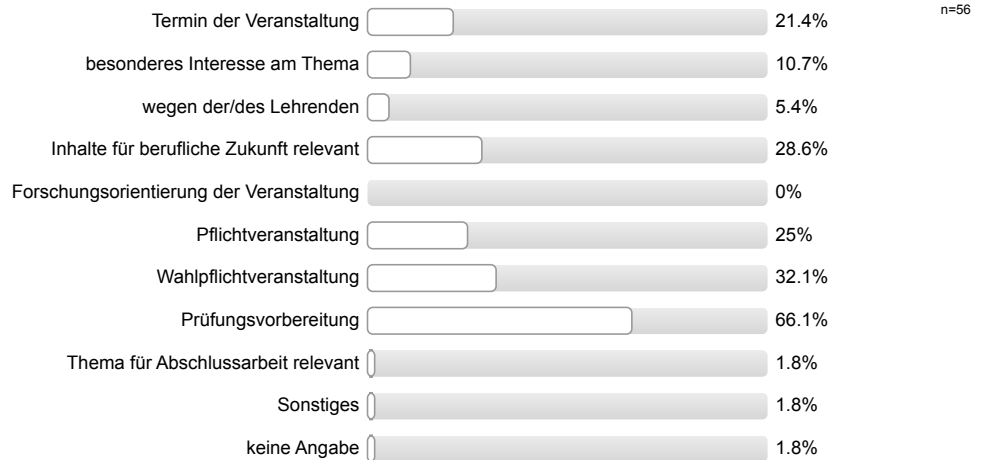 n=56
Termin der Veranstaltung 21.4%
besonderes Interesse am Thema 10.7%
wegen der/des Lehrenden 5.4%
Inhalte für berufliche Zukunft relevant 28.6%
Forschungsorientierung der Veranstaltung 0%
Pflichtveranstaltung 25%
Wahlpflichtveranstaltung 32.1%
Prüfungsvorbereitung 66.1%
Thema für Abschlussarbeit relevant 1.8%
Sonstiges 1.8%
keine Angabe 1.8%